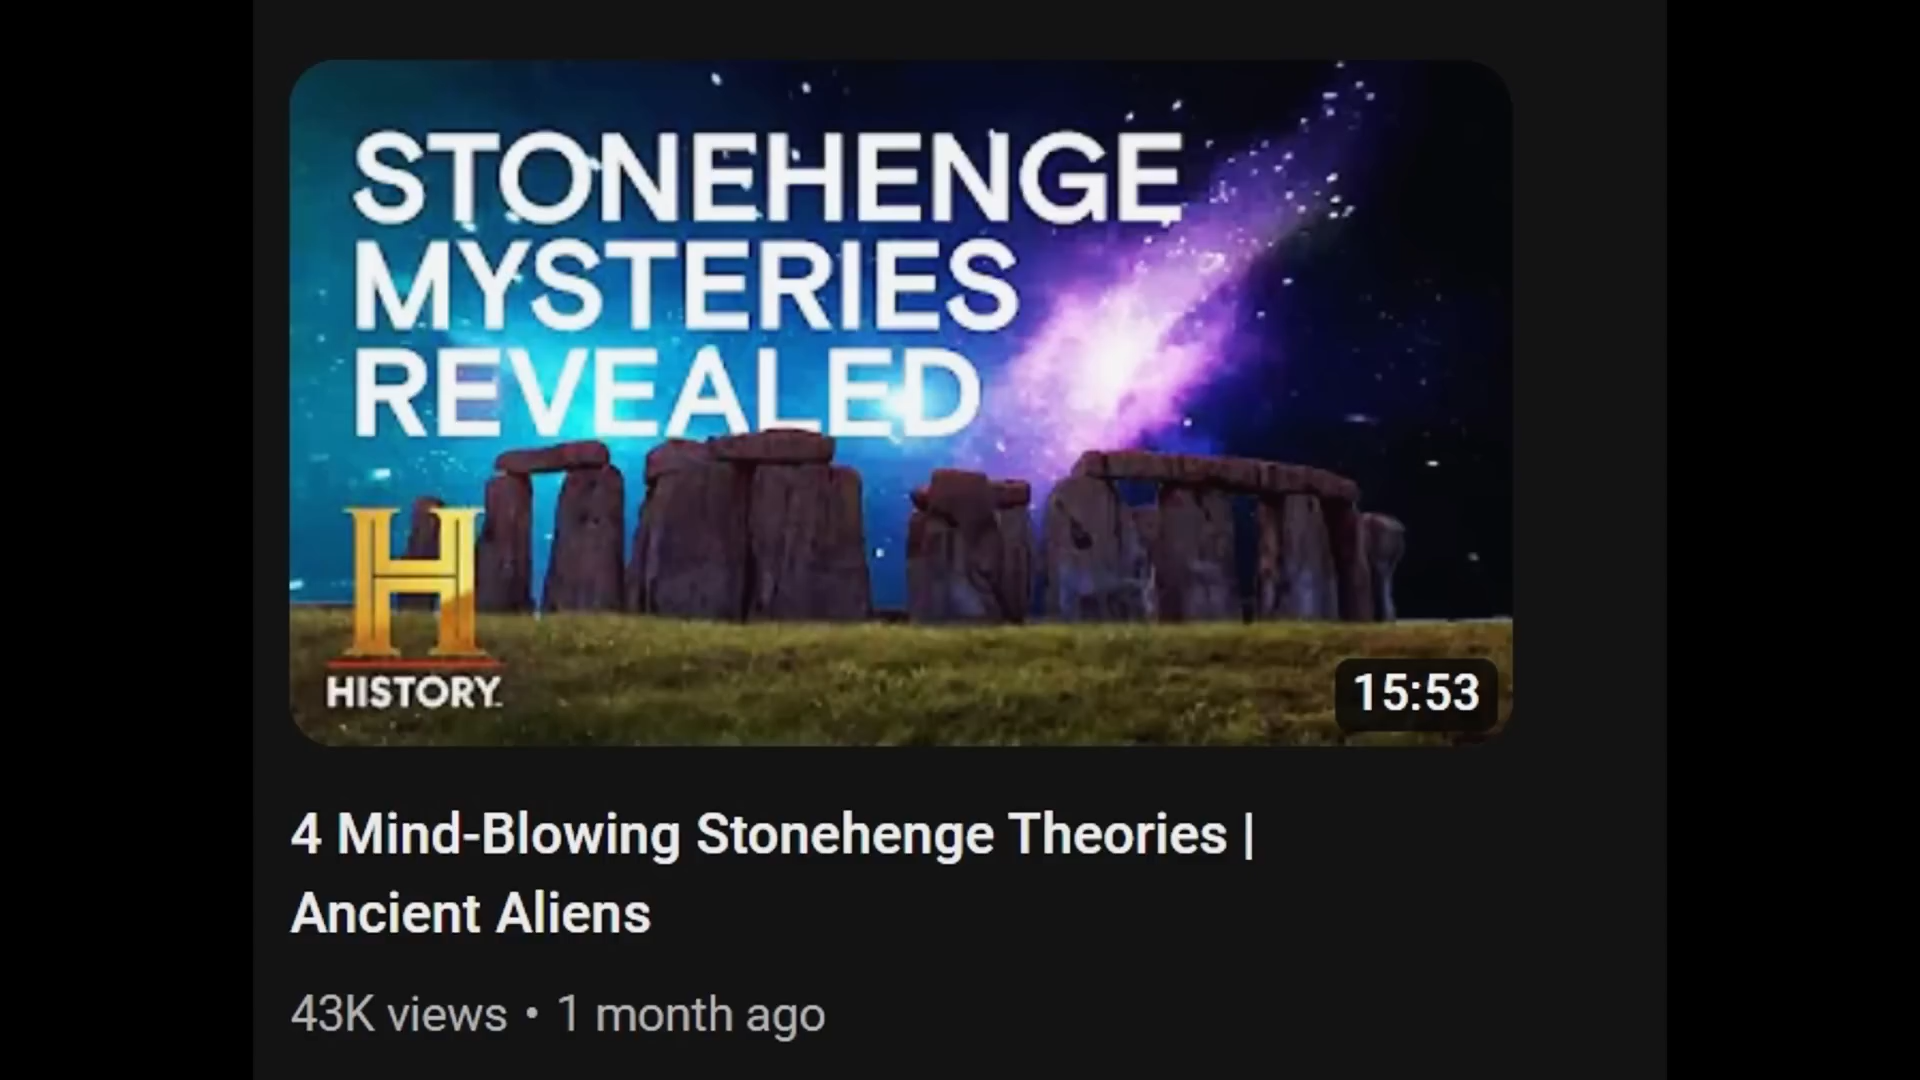 STONEHENGE
MYSTERIES
REVEALED
H
HISTORY
15:53
4 Mind-Blowing Stonehenge Theories |
Ancient Aliens
43K views • 1 month ago